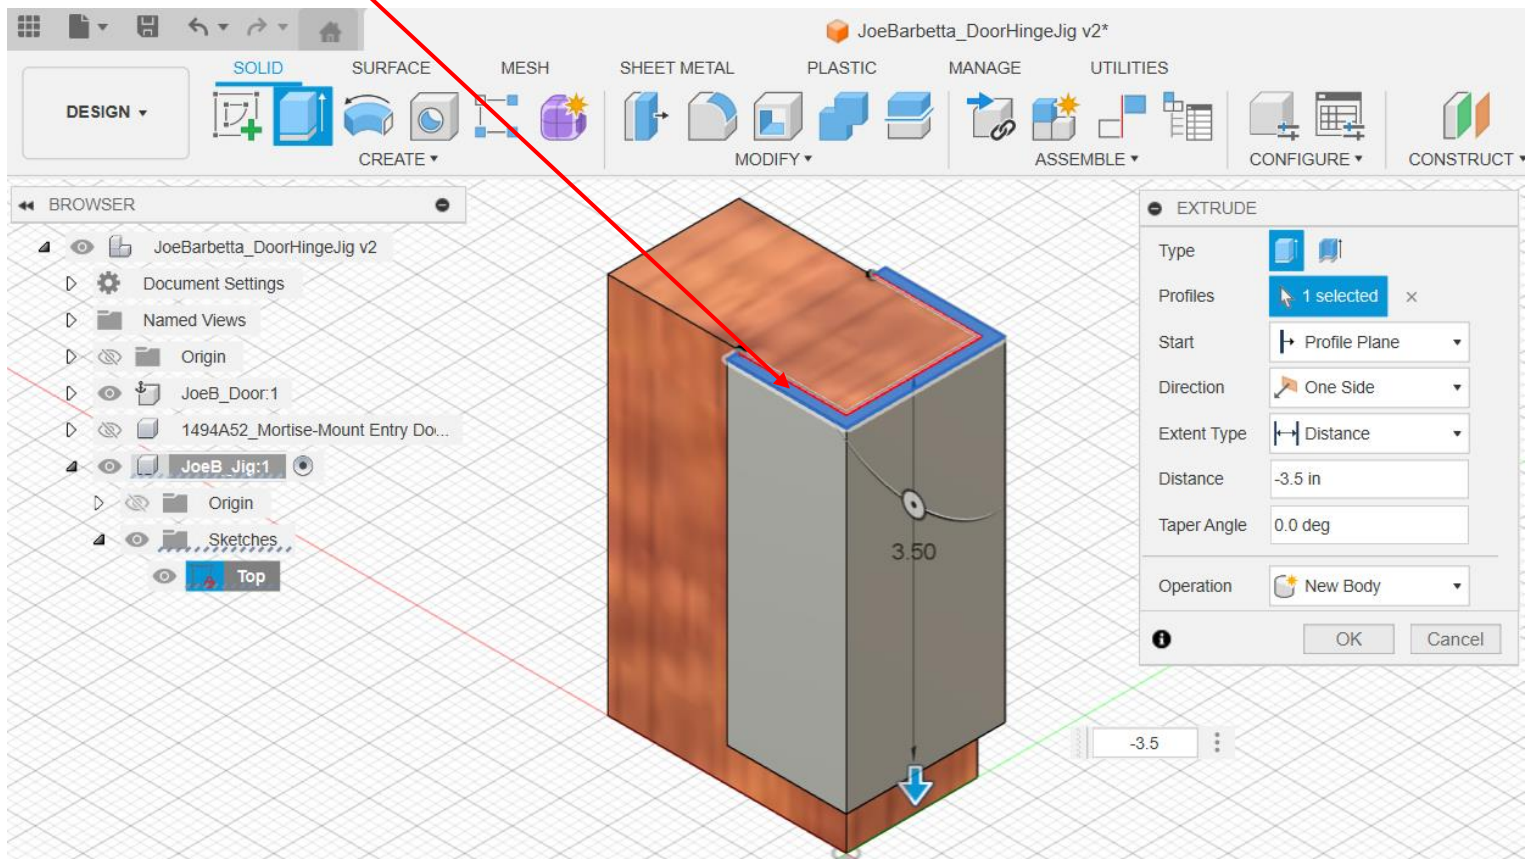 JoeBarbetta_DoorHingeJig v2*
SOLID SURFACE MESH SHEET METAL PLASTIC MANAGE UTILITIES
DESIGN
CREATE MODIFY ASSEMBLE CONFIGURE CONSTRUCT
BROWSER
JoeBarbetta_DoorHingeJig v2
Document Settings
Named Views
Origin
JoeB_Door:1
1494A52_Mortise-Mount Entry Do...
JoeB_Jig:1
Origin
Sketches
Top
3.50
-3.5
EXTRUDE
Type
Profiles 1 selected
Start Profile Plane
Direction One Side
Extent Type Distance
Distance -3.5 in
Taper Angle 0.0 deg
Operation New Body
OK Cancel